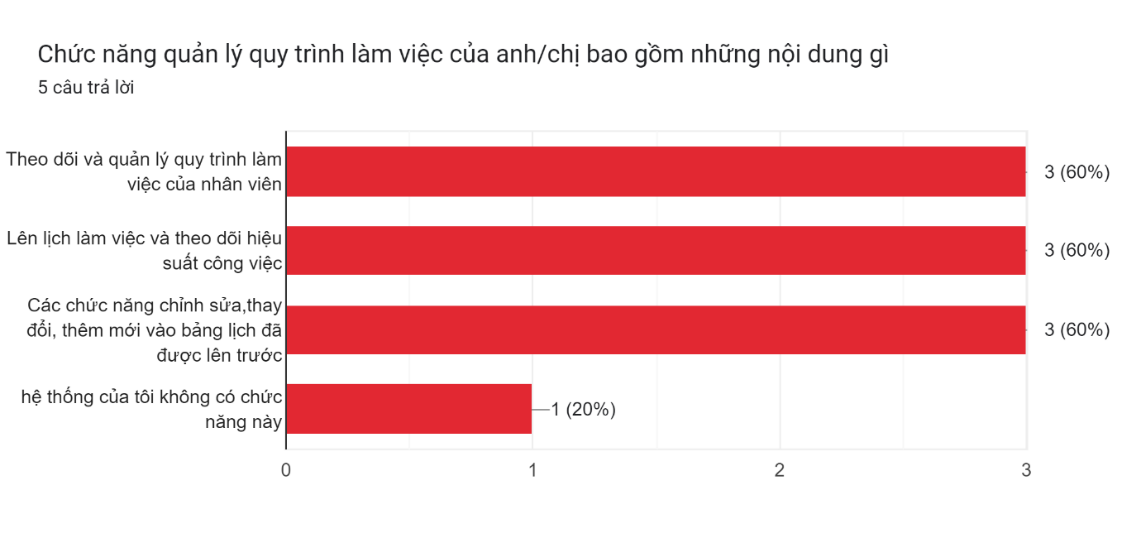 Chức năng quản lý quy trình làm việc của anh/chị bao gồm những nội dung gì
5 câu trả lời
Theo dõi và quản lý quy trình làm
việc của nhân viên
3 (60%)
Lên lịch làm việc và theo dõi hiệu
suất công việc
3 (60%)
Các chức năng chỉnh sửa,thay
đổi, thêm mới vào bảng lịch đã
được lên trước
3 (60%)
hệ thống của tôi không có chức
năng này
1 (20%)
0 1 2 3